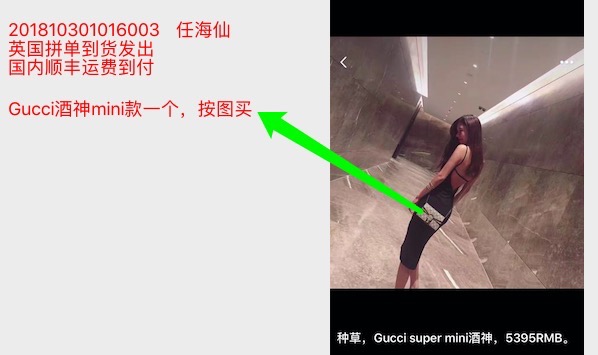 201810301016003 任海仙
英国拼单到货发出
国内顺丰运费到付
Gucci酒神mini款一个，按图买
种草，Gucci super mini酒神，5395RMB。